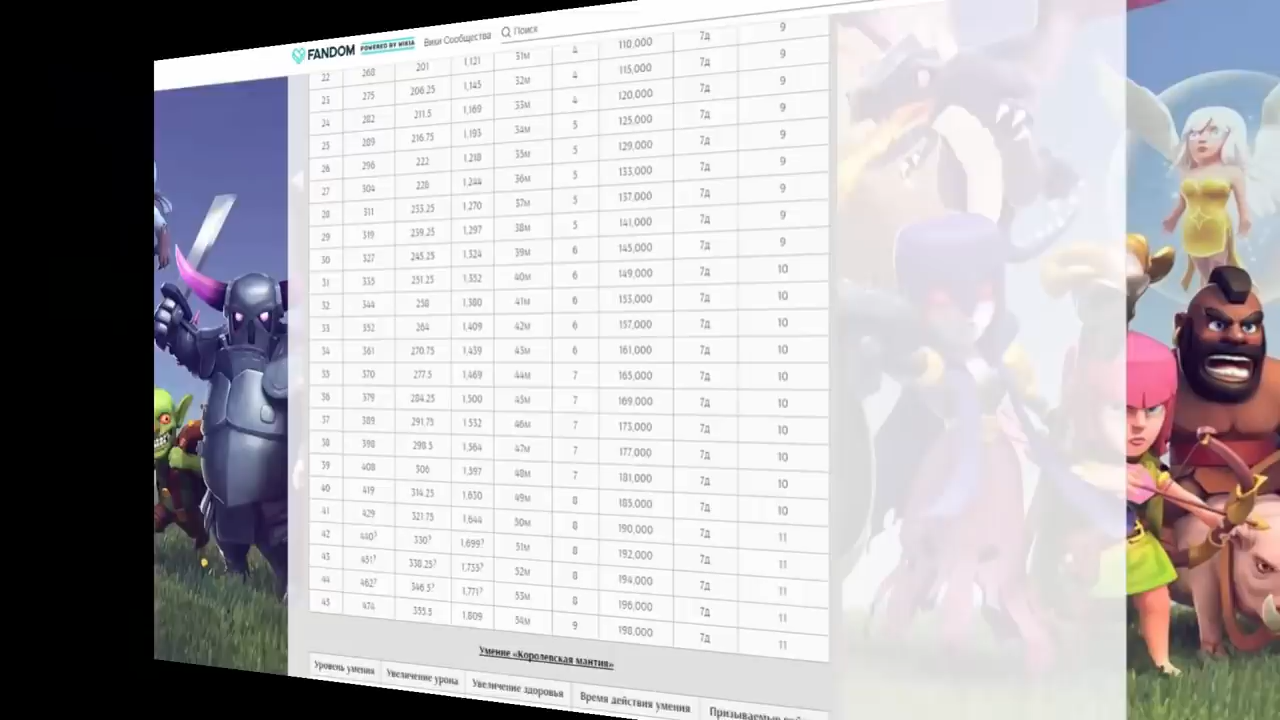 FANDOM POWERED BY WIKIA Вики Сообщества Поиск
22 268 201 1,121 31м 4 110,000 7д 9
23 275 206.25 1,145 32м 4 115,000 7д 9
24 282 211.5 1,169 33м 4 120,000 7д 9
25 289 216.75 1,193 34м 5 125,000 7д 9
26 296 222 1,218 35м 5 129,000 7д 9
27 304 228 1,244 36м 5 133,000 7д 9
28 311 233.25 1,270 37м 5 137,000 7д 9
29 319 239.25 1,297 38м 5 141,000 7д 9
30 327 245.25 1,324 39м 6 145,000 7д 9
31 335 251.25 1,352 40м 6 149,000 7д 10
32 344 258 1,380 41м 6 153,000 7д 10
33 352 264 1,409 42м 6 157,000 7д 10
34 361 270.75 1,439 43м 6 161,000 7д 10
35 370 277.5 1,469 44м 7 165,000 7д 10
36 379 284.25 1,500 45м 7 169,000 7д 10
37 389 291.75 1,532 46м 7 173,000 7д 10
38 398 298.5 1,564 47м 7 177,000 7д 10
39 408 306 1,597 48м 7 181,000 7д 10
40 419 314.25 1,630 49м 8 185,000 7д 10
41 429 321.75 1,644 50м 8 190,000 7д 11
42 440? 330? 1,699? 51м 8 192,000 7д 11
43 451? 338.25? 1,735? 52м 8 194,000 7д 11
44 462? 346.5? 1,771? 53м 8 196,000 7д 11
45 474 355.5 1,809 54м 9 198,000 7д 11
Умение «Королевская мантия»
Уровень умения Увеличение урона Увеличение здоровья Время действия умения Призываемые